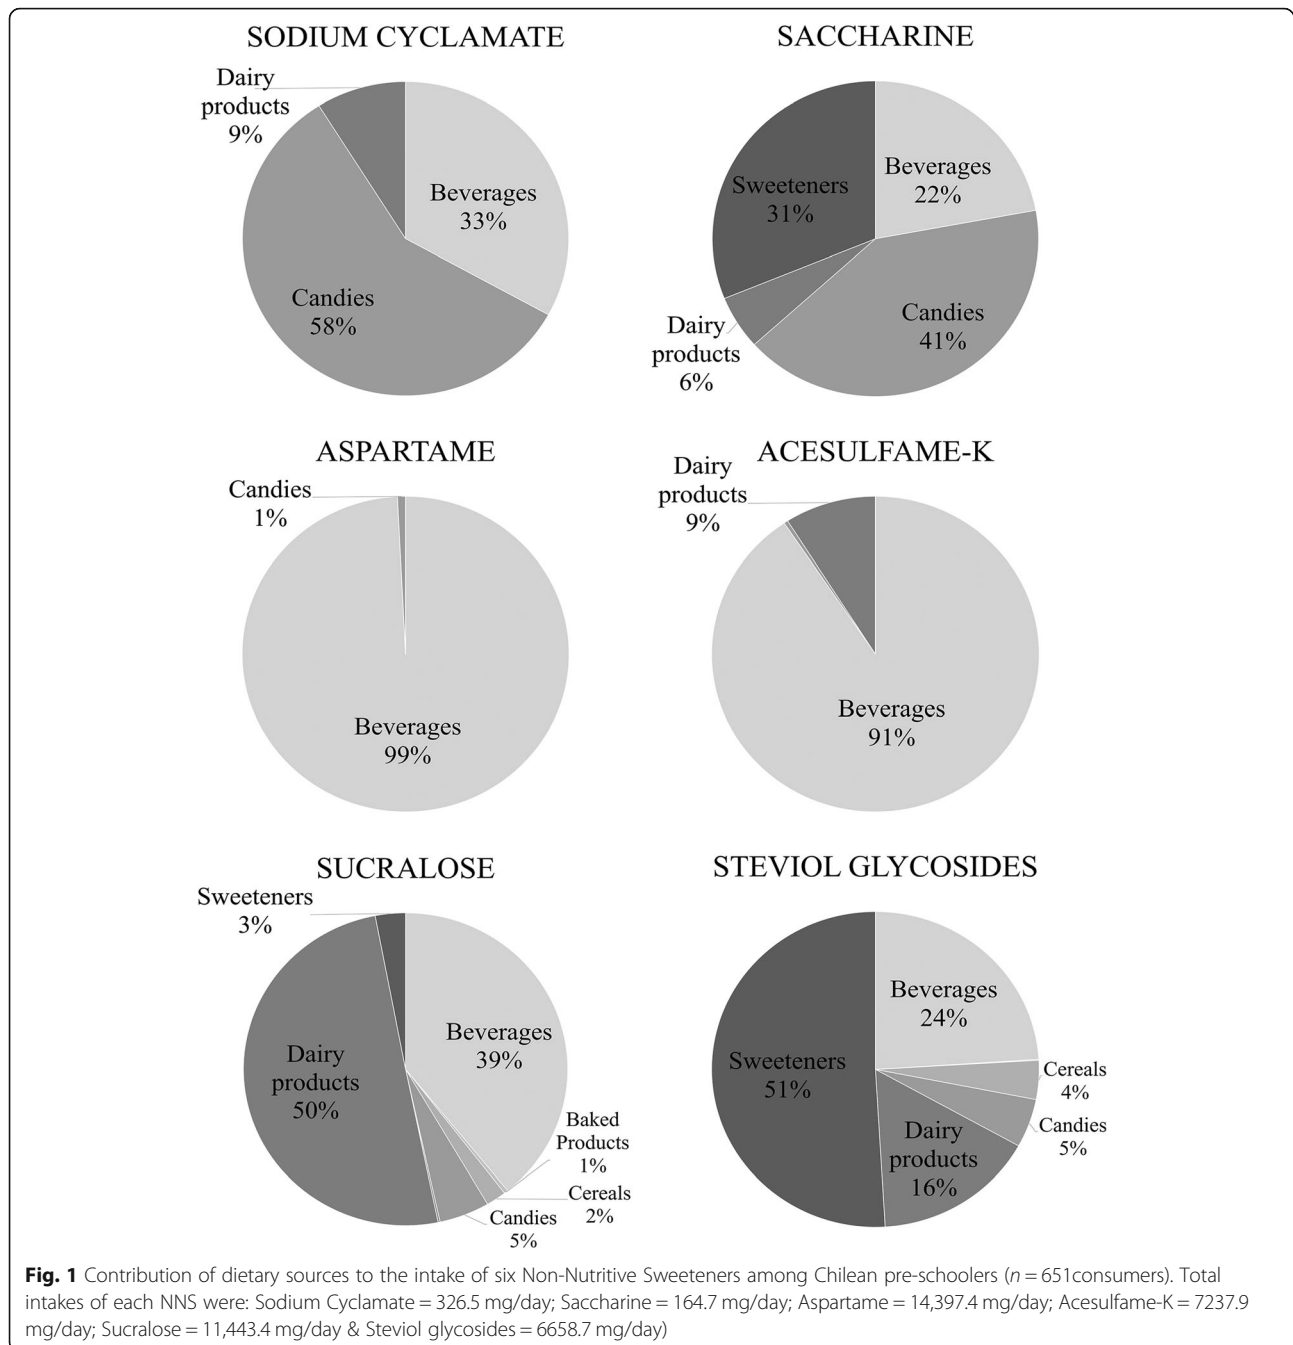 SODIUM CYCLAMATE
Dairy
products
9%
Beverages
33%
Candies
58%
SACCHARINE
Sweeteners
31%
Beverages
22%
Dairy
products
6%
Candies
41%
ASPARTAME
Candies
1%
Beverages
99%
ACESULFAME-K
Dairy
products
9%
Beverages
91%
SUCRALOSE
Sweeteners
3%
Beverages
39%
Dairy
products
50%
Baked
Products
1%
Cereals
2%
Candies
5%
STEVIOL GLYCOSIDES
Beverages
24%
Sweeteners
51%
Cereals
4%
Candies
5%
Dairy
products
16%
Fig. 1 Contribution of dietary sources to the intake of six Non-Nutritive Sweeteners among Chilean pre-schoolers (n = 651consumers). Total
intakes of each NNS were: Sodium Cyclamate = 326.5 mg/day; Saccharine = 164.7 mg/day; Aspartame = 14,397.4 mg/day; Acesulfame-K = 7237.9
mg/day; Sucralose = 11,443.4 mg/day & Steviol glycosides = 6658.7 mg/day)